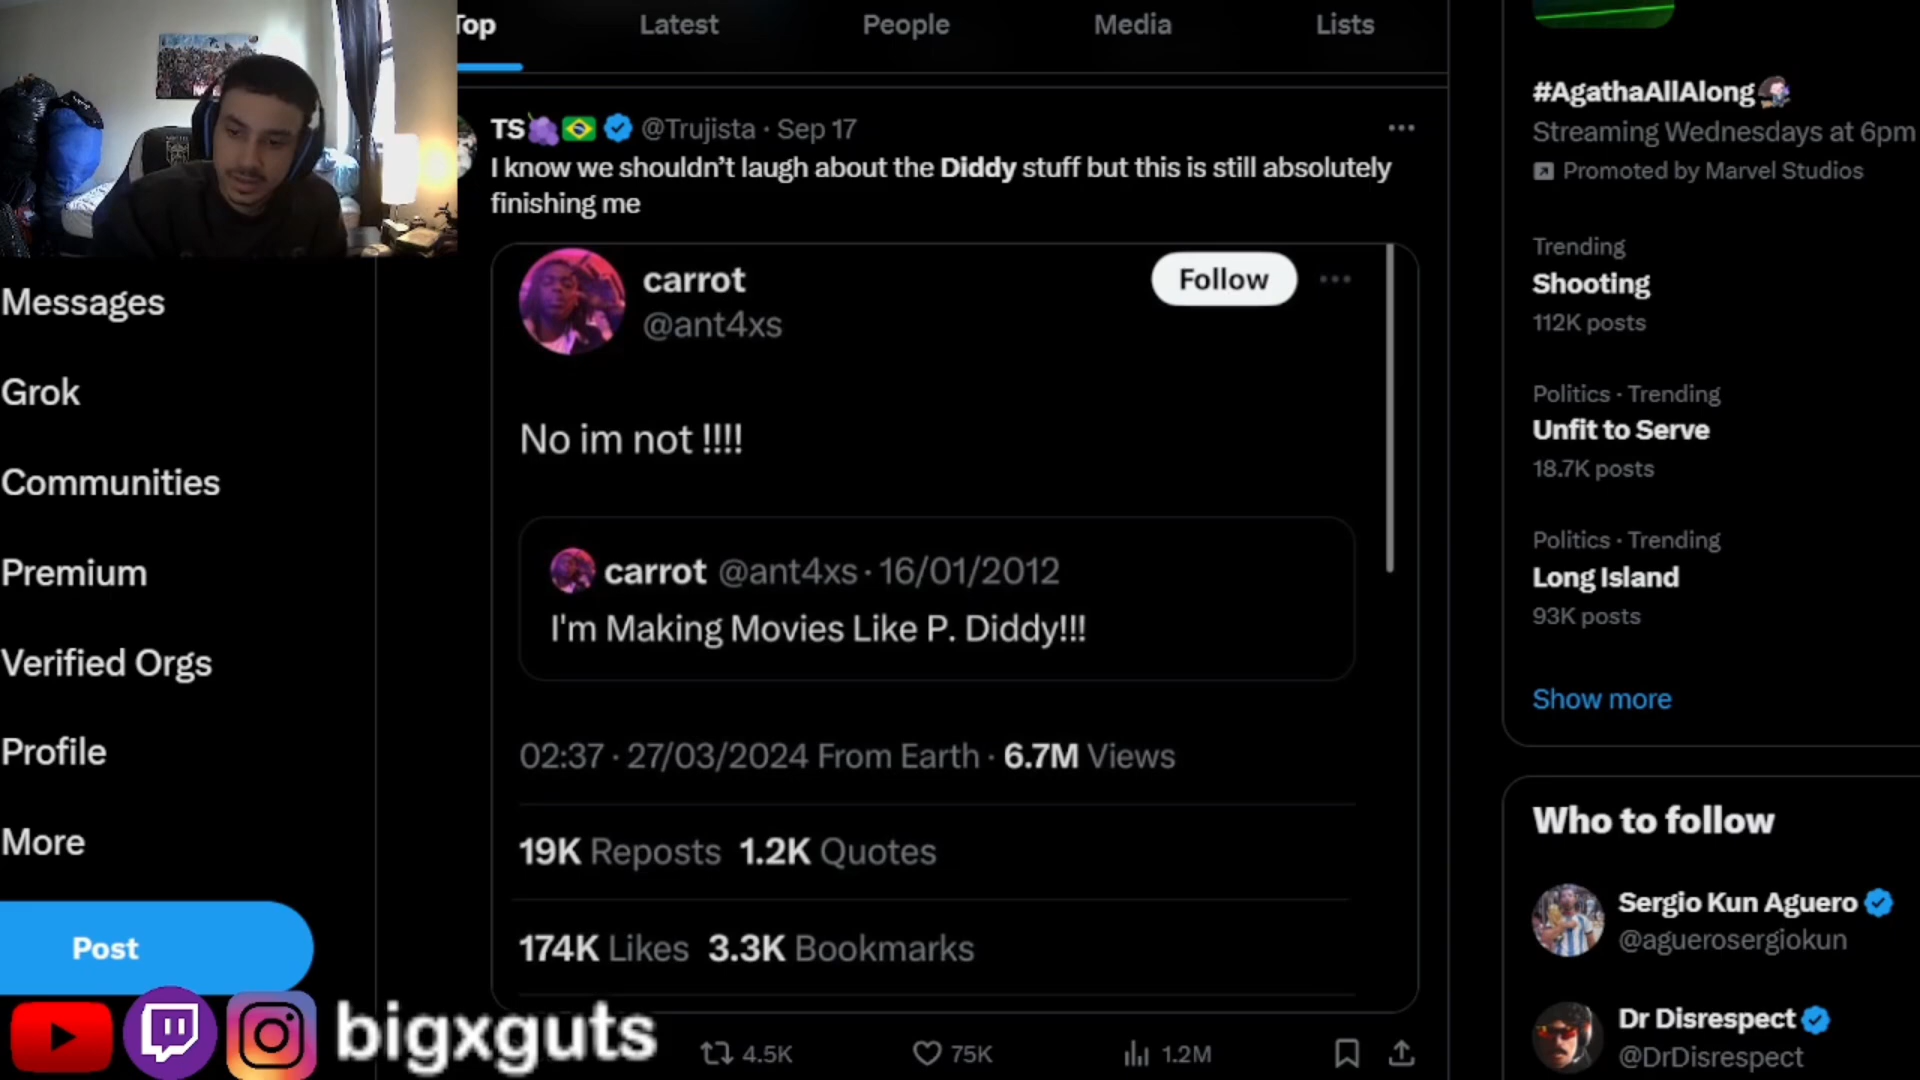 Top
Latest
People
Media
Lists
TS🍇🇧🇷 @Trujista · Sep 17
I know we shouldn't laugh about the Diddy stuff but this is still absolutely
finishing me
carrot
@ant4xs
Follow
No im not !!!!
carrot @ant4xs · 16/01/2012
I'm Making Movies Like P. Diddy!!!
02:37 · 27/03/2024 From Earth · 6.7M Views
19K Reposts 1.2K Quotes
174K Likes 3.3K Bookmarks
4.5K
75K
1.2M
Messages
Grok
Communities
Premium
Verified Orgs
Profile
More
Post
bigxguts
#AgathaAllAlong
Streaming Wednesdays at 6pm
Promoted by Marvel Studios
Trending
Shooting
112K posts
Politics · Trending
Unfit to Serve
18.7K posts
Politics · Trending
Long Island
93K posts
Show more
Who to follow
Sergio Kun Aguero
@aguerosergiokun
Dr Disrespect
@DrDisrespect